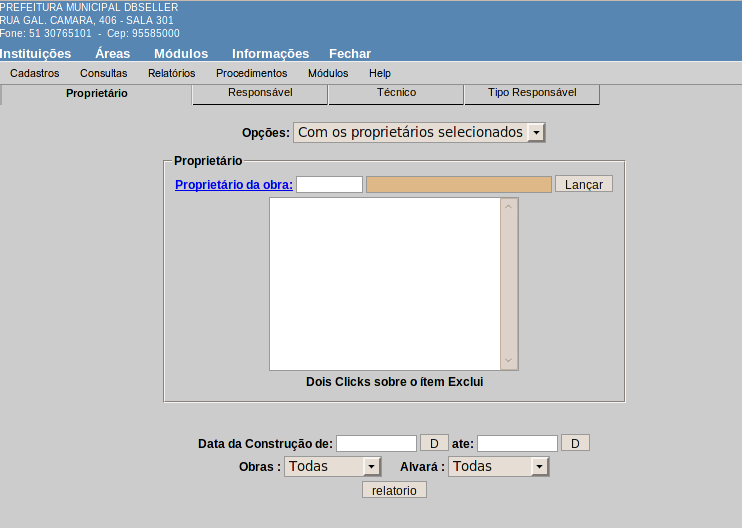 PREFEITURA MUNICIPAL DBSELLER
RUA GAL. CAMARA, 406 - SALA 301
Fone: 51 30765101 - Cep: 95585000
Instituições Áreas Módulos Informações Fechar
Cadastros Consultas Relatórios Procedimentos Módulos Help
Proprietário Responsável Técnico Tipo Responsável
Opções: Com os proprietários selecionados
Proprietário
Proprietário da obra: Lançar
Dois Clicks sobre o ítem Exclui
Data da Construção de: D ate: D
Obras : Todas Alvará : Todas
relatorio